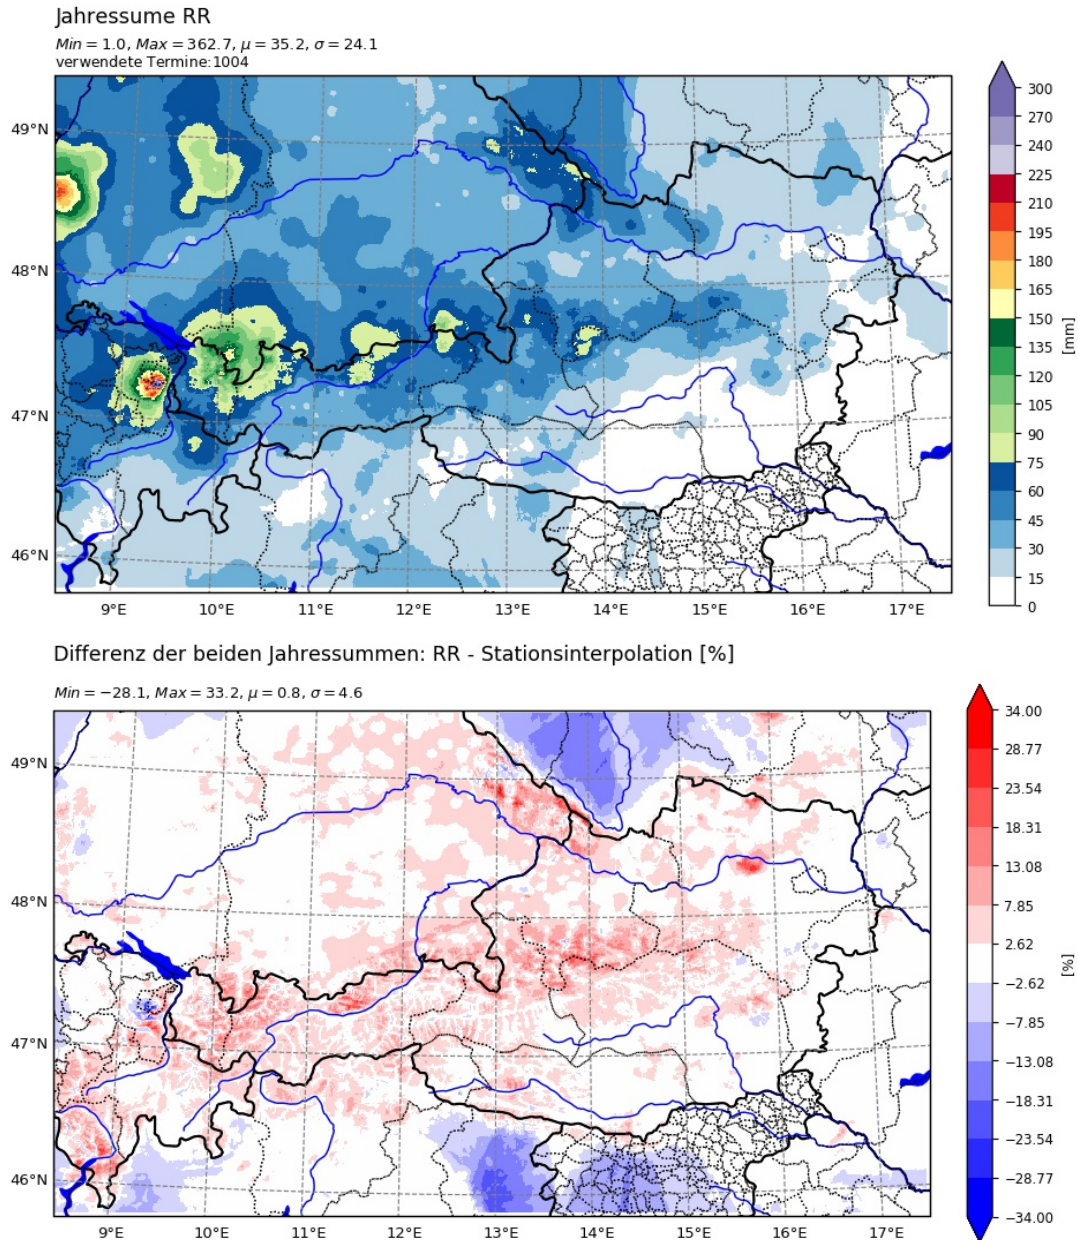 Jahressume RR
Min = 1.0, Max = 362.7, μ = 35.2, σ = 24.1
verwendete Termine:1004
49°N
48°N
47°N
46°N
9°E 10°E 11°E 12°E 13°E 14°E 15°E 16°E 17°E
300
270
240
225
210
195
180
165
150
135
120
105
90
75
60
45
30
15
0
[mm]
Differenz der beiden Jahressummen: RR - Stationsinterpolation [%]
Min = −28.1, Max = 33.2, μ = 0.8, σ = 4.6
49°N
48°N
47°N
46°N
9°E 10°E 11°E 12°E 13°E 14°E 15°E 16°E 17°E
34.00
28.77
23.54
18.31
13.08
7.85
2.62
−2.62
−7.85
−13.08
−18.31
−23.54
−28.77
−34.00
[%]